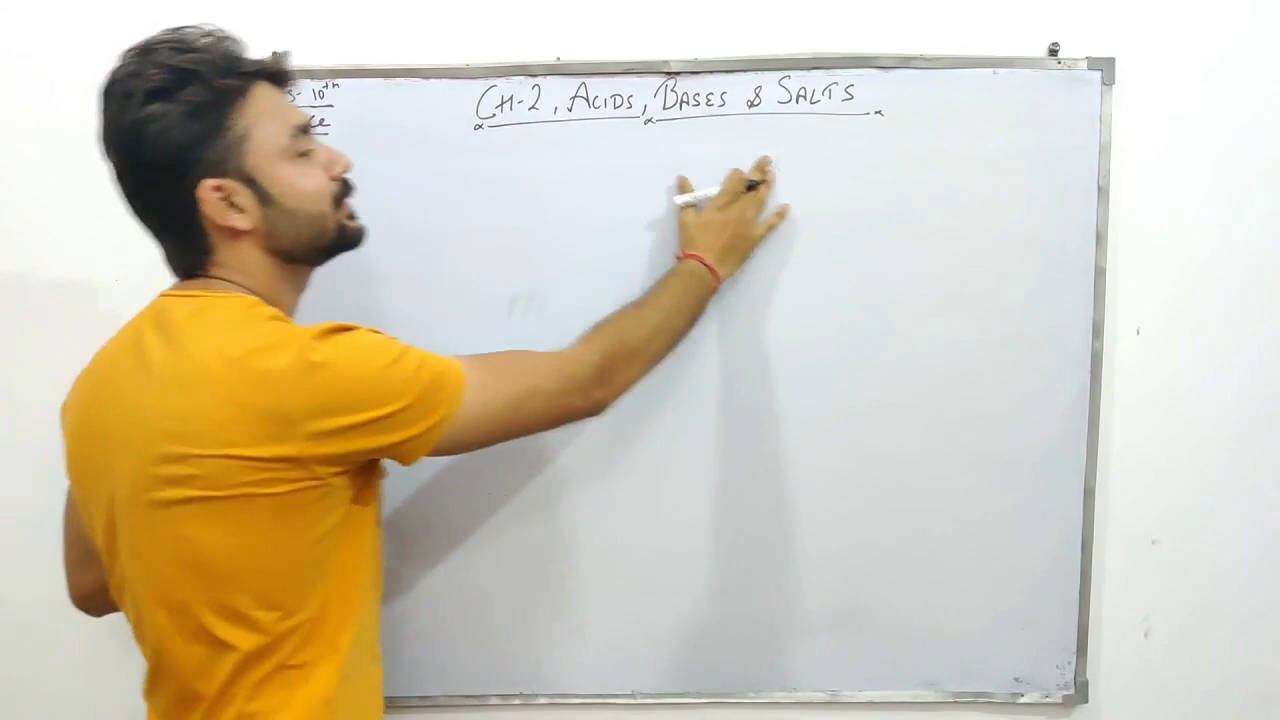 10th
CH-2, ACIDS, BASES & SALTS